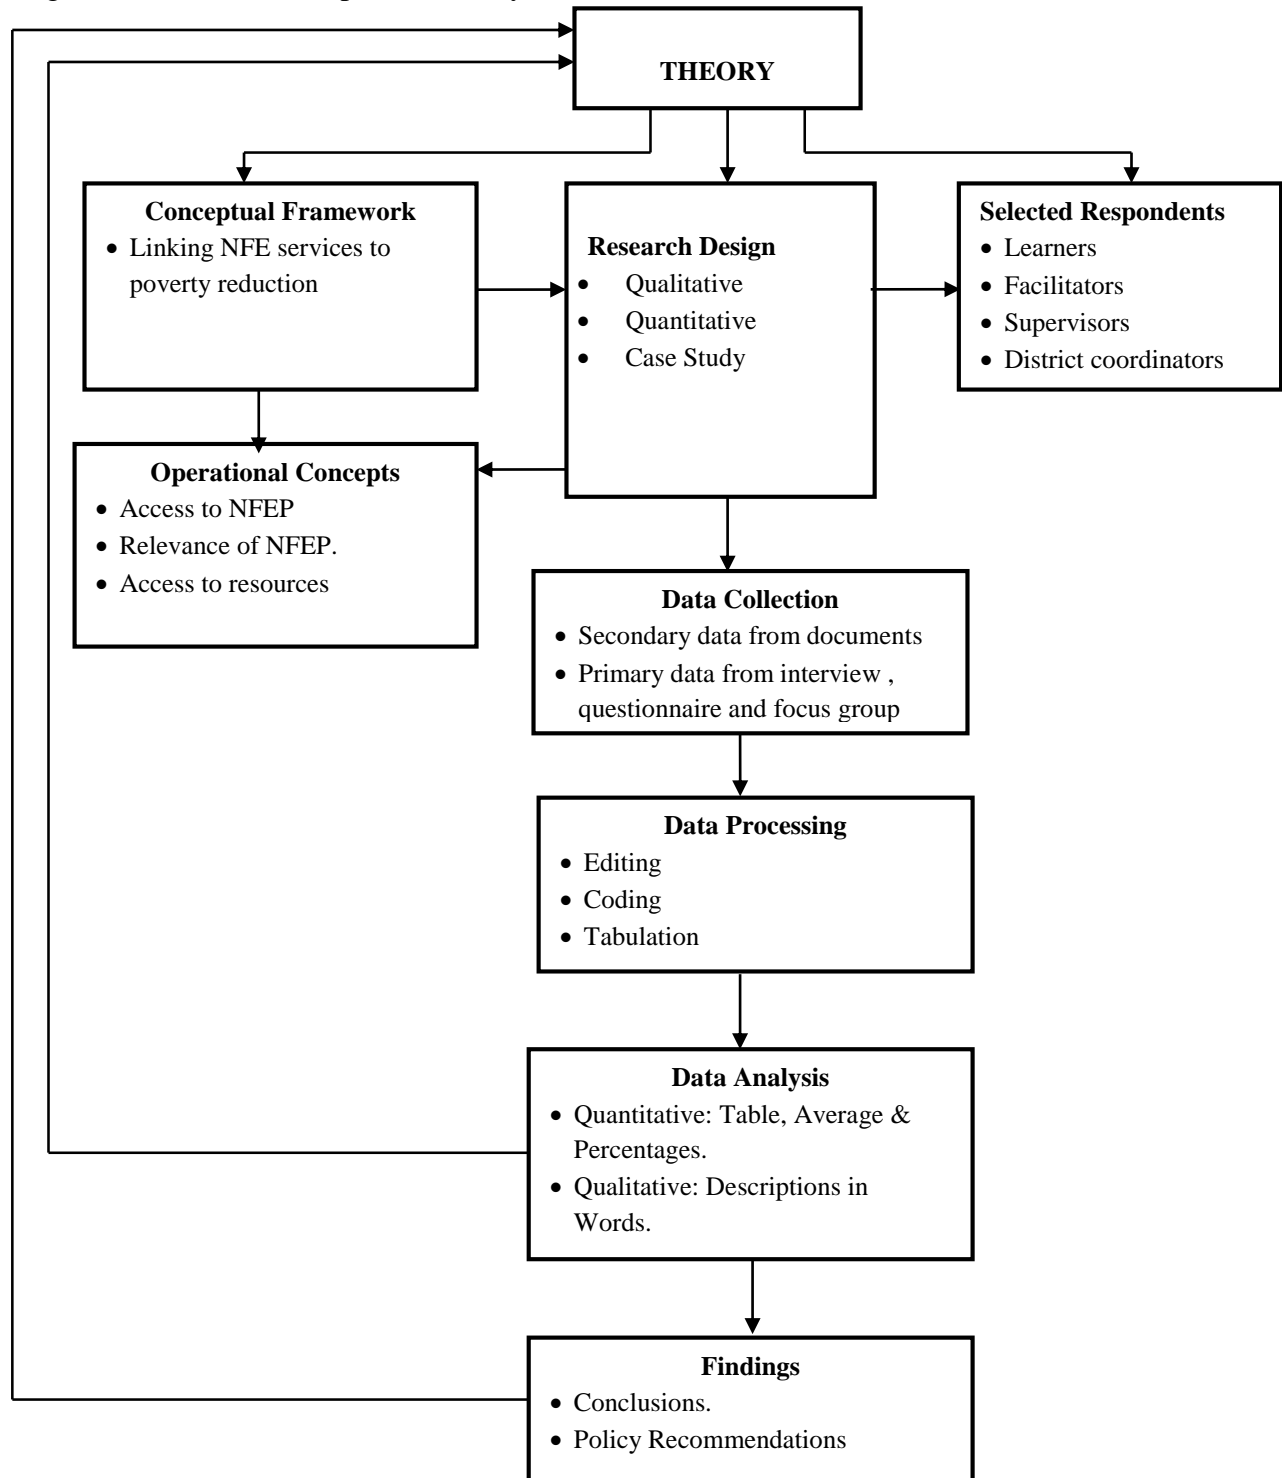 THEORY
Conceptual Framework
• Linking NFE services to
poverty reduction
Research Design
• Qualitative
• Quantitative
• Case Study
Selected Respondents
• Learners
• Facilitators
• Supervisors
• District coordinators
Operational Concepts
• Access to NFEP
• Relevance of NFEP.
• Access to resources
Data Collection
• Secondary data from documents
• Primary data from interview ,
questionnaire and focus group
Data Processing
• Editing
• Coding
• Tabulation
Data Analysis
• Quantitative: Table, Average &
Percentages.
• Qualitative: Descriptions in
Words.
Findings
• Conclusions.
• Policy Recommendations